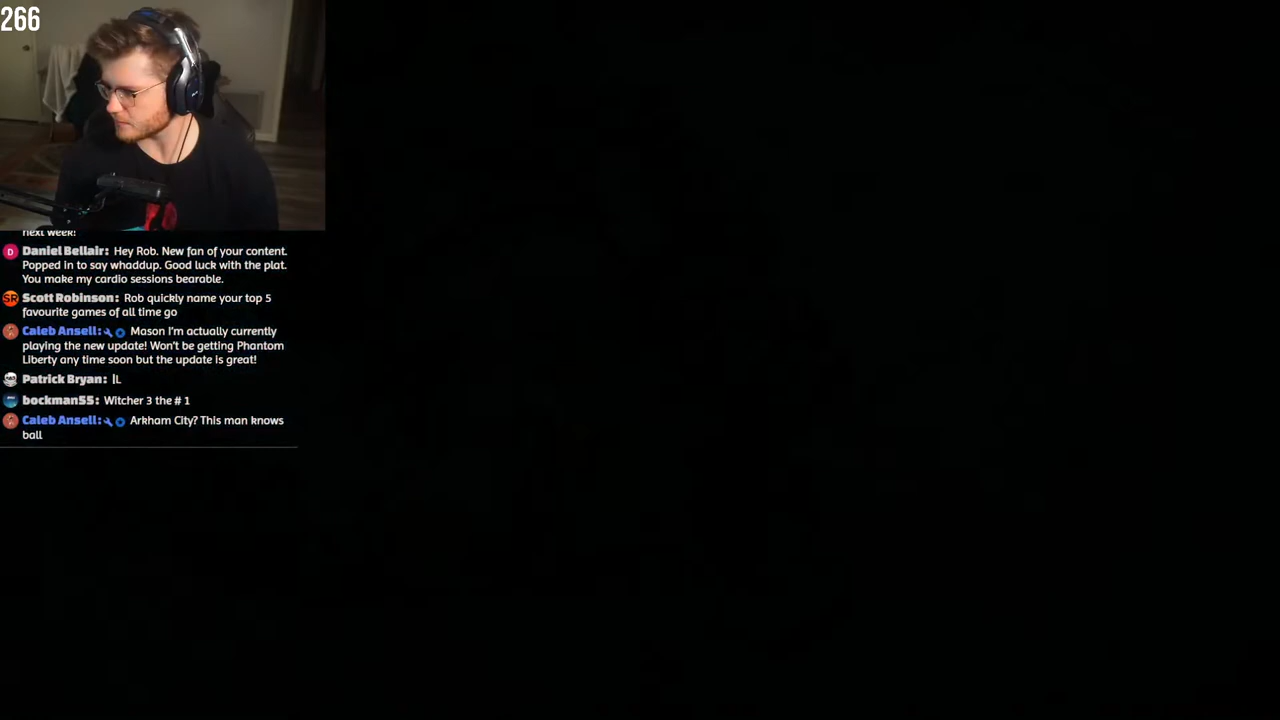 266
next week!
D Daniel Bellair: Hey Rob. New fan of your content.
Popped in to say whaddup. Good luck with the plat.
You make my cardio sessions bearable.
SR Scott Robinson: Rob quickly name your top 5
favourite games of all time go
Caleb Ansell: Mason I'm actually currently
playing the new update! Won't be getting Phantom
Liberty any time soon but the update is great!
Patrick Bryan: |L
bockman55: Witcher 3 the # 1
Caleb Ansell: Arkham City? This man knows
ball